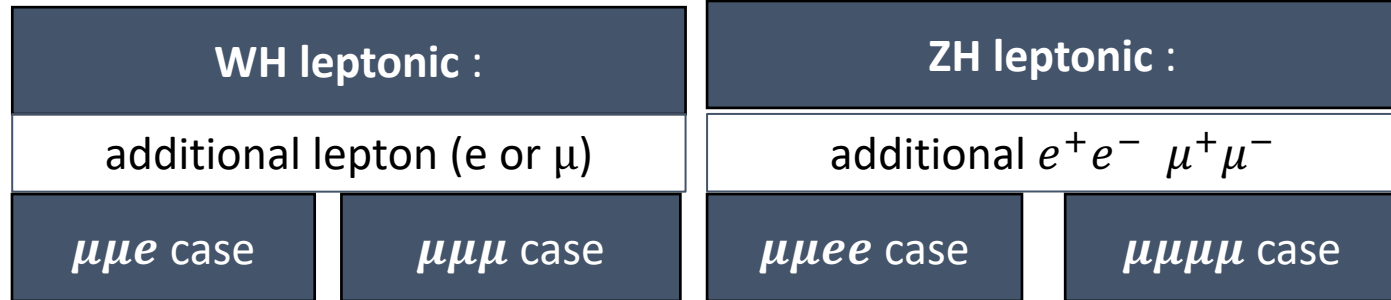 WH leptonic :
additional lepton (e or μ)
μμe case
μμμ case
ZH leptonic :
additional e⁺e⁻ μ⁺μ⁻
μμee case
μμμμ case